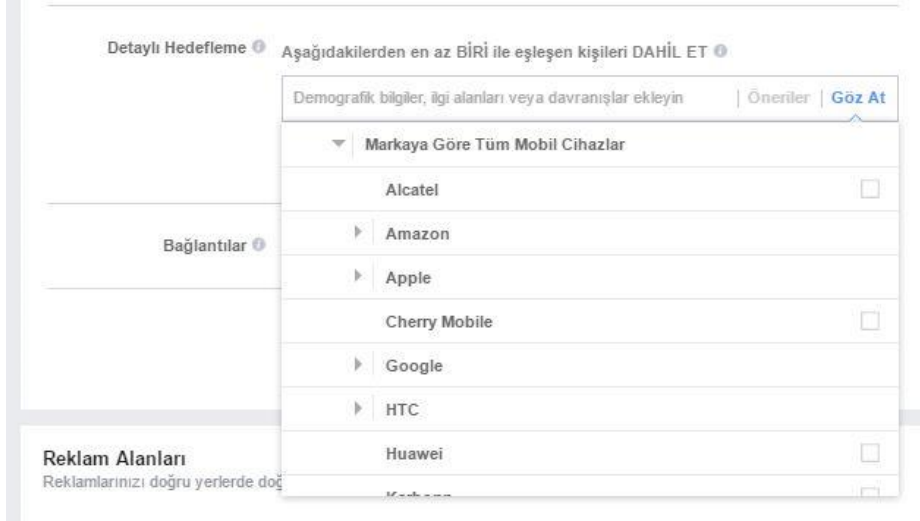 Detaylı Hedefleme
Aşağıdakilerden en az BİRİ ile eşleşen kişileri DAHİL ET
Demografik bilgiler, ilgi alanları veya davranışlar ekleyin | Öneriler | Göz At
Markaya Göre Tüm Mobil Cihazlar
Alcatel
Amazon
Bağlantılar
Apple
Cherry Mobile
Google
HTC
Huawei
Reklam Alanları
Reklamlarınızı doğru yerlerde doğ